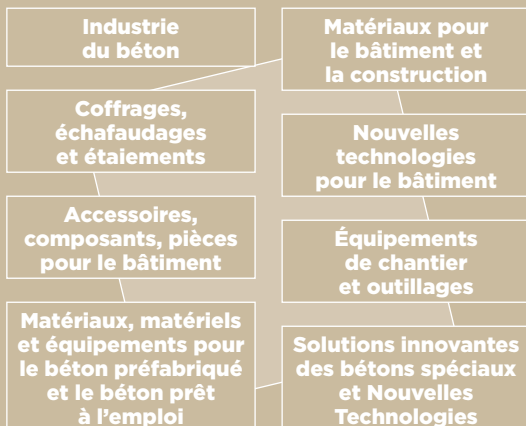 Industrie
du béton
Coffrages,
échafaudages
et étaiements
Accessoires,
composants, pièces
pour le bâtiment
Matériaux, matériels
et équipements pour
le béton préfabriqué
et le béton prêt
à l’emploi
Matériaux pour
le bâtiment et
la construction
Nouvelles
technologies
pour le bâtiment
Équipements
de chantier
et outillages
Solutions innovantes
des bétons spéciaux
et Nouvelles
Technologies